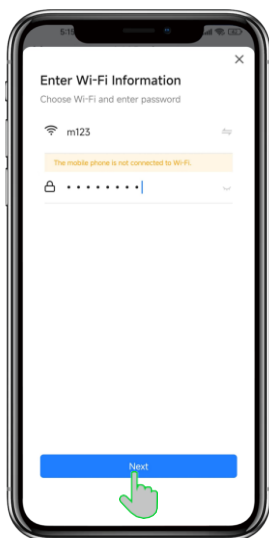 Enter Wi-Fi Information
Choose Wi-Fi and enter password
m123
The mobile phone is not connected to Wi-Fi.
Next